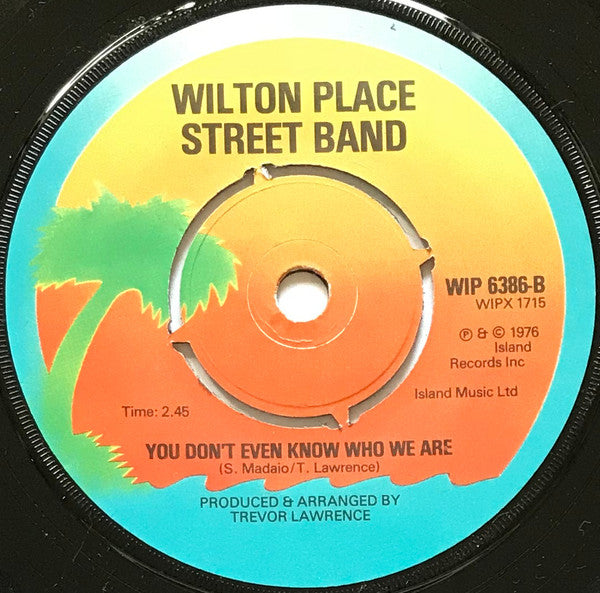 WILTON PLACE
STREET BAND
WIP 6386-B
WIPX 1715
℗ & © 1976
Island
Records Inc
Island Music Ltd
Time: 2.45
YOU DON'T EVEN KNOW WHO WE ARE
(S. Madaio/T. Lawrence)
PRODUCED & ARRANGED BY
TREVOR LAWRENCE